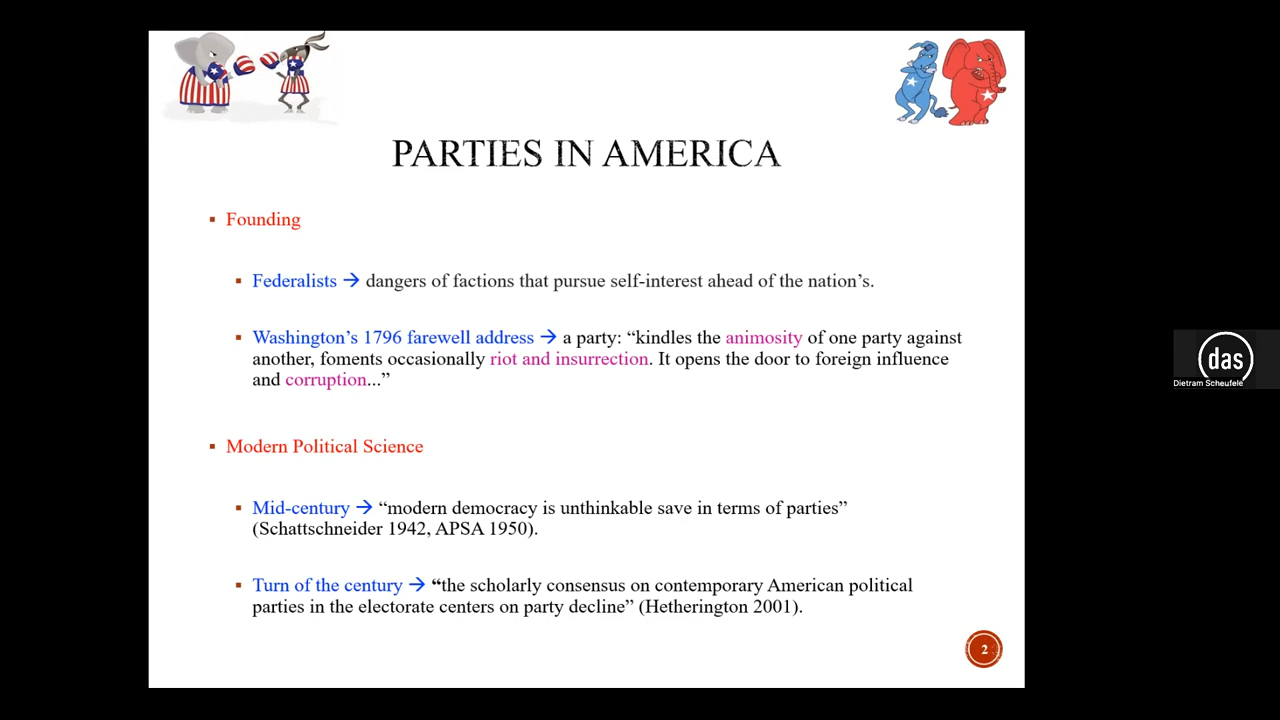 PARTIES IN AMERICA
▪ Founding
▪ Federalists → dangers of factions that pursue self-interest ahead of the nation’s.
▪ Washington’s 1796 farewell address → a party: “kindles the animosity of one party against
another, foments occasionally riot and insurrection. It opens the door to foreign influence
and corruption...”
▪ Modern Political Science
▪ Mid-century → “modern democracy is unthinkable save in terms of parties”
(Schattschneider 1942, APSA 1950).
▪ Turn of the century → “the scholarly consensus on contemporary American political
parties in the electorate centers on party decline” (Hetherington 2001).
2
das
Dietram Scheufele